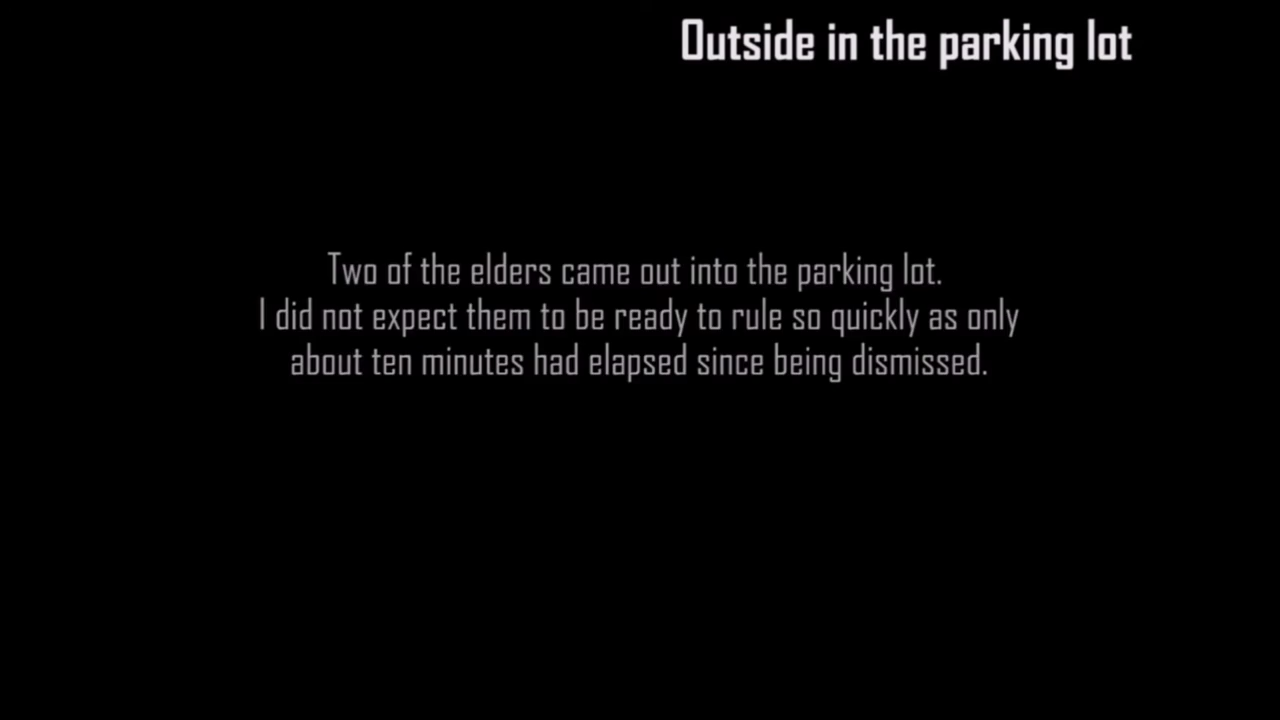 Outside in the parking lot
Two of the elders came out into the parking lot.
I did not expect them to be ready to rule so quickly as only
about ten minutes had elapsed since being dismissed.